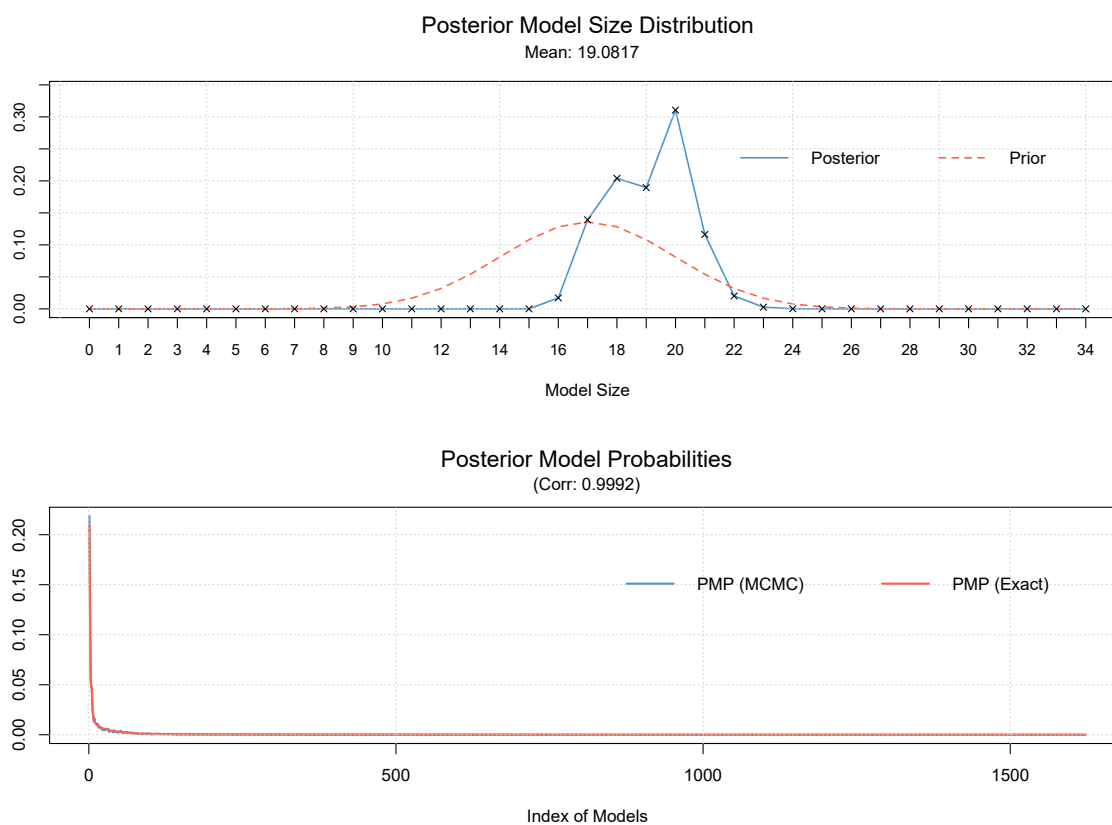 Posterior Model Size Distribution
Mean: 19.0817
0.00 0.10 0.20 0.30
Posterior Prior
0 1 2 3 4 5 6 7 8 9 10 12 14 16 18 20 22 24 26 28 30 32 34
Model Size
Posterior Model Probabilities
(Corr: 0.9992)
0.00 0.05 0.10 0.15 0.20
PMP (MCMC) PMP (Exact)
0 500 1000 1500
Index of Models